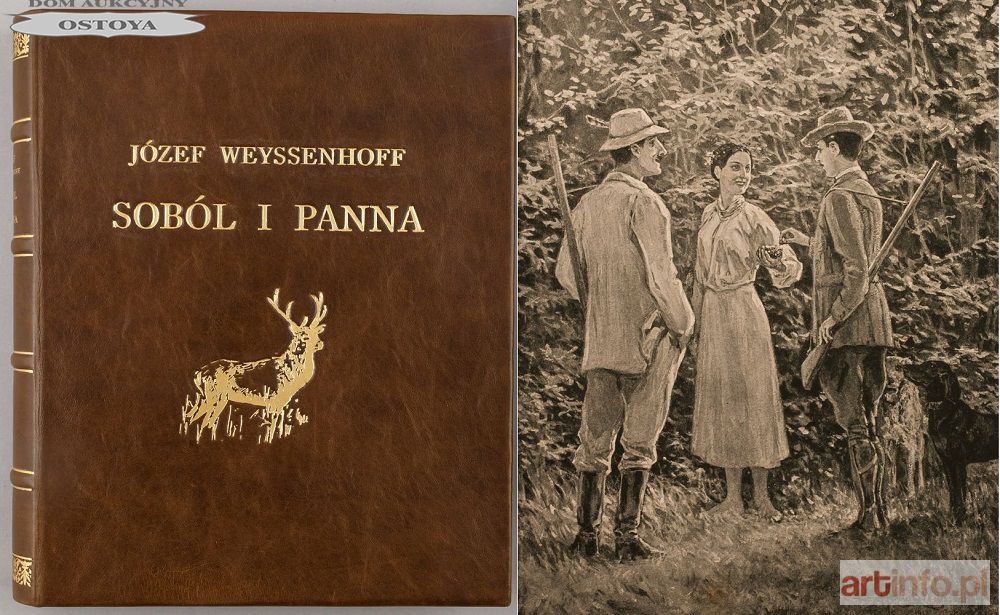 DOM AUKCYJNY
OSTOYA
JÓZEF WEYSSENHOFF
SOBÓL I PANNA
artinfo.pl